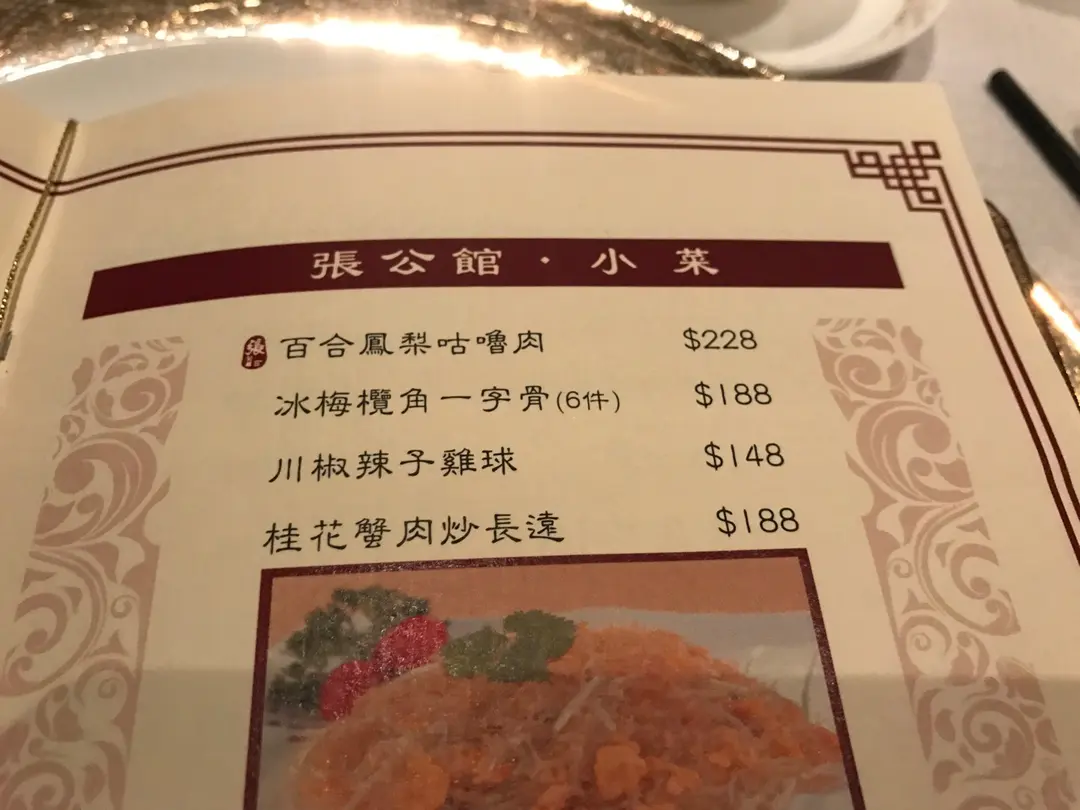 張公館·小菜
張 百合鳳梨咕嚕肉 $228
冰梅欖角一字骨(6件) $188
川椒辣子雞球 $148
桂花蟹肉炒長遠 $188